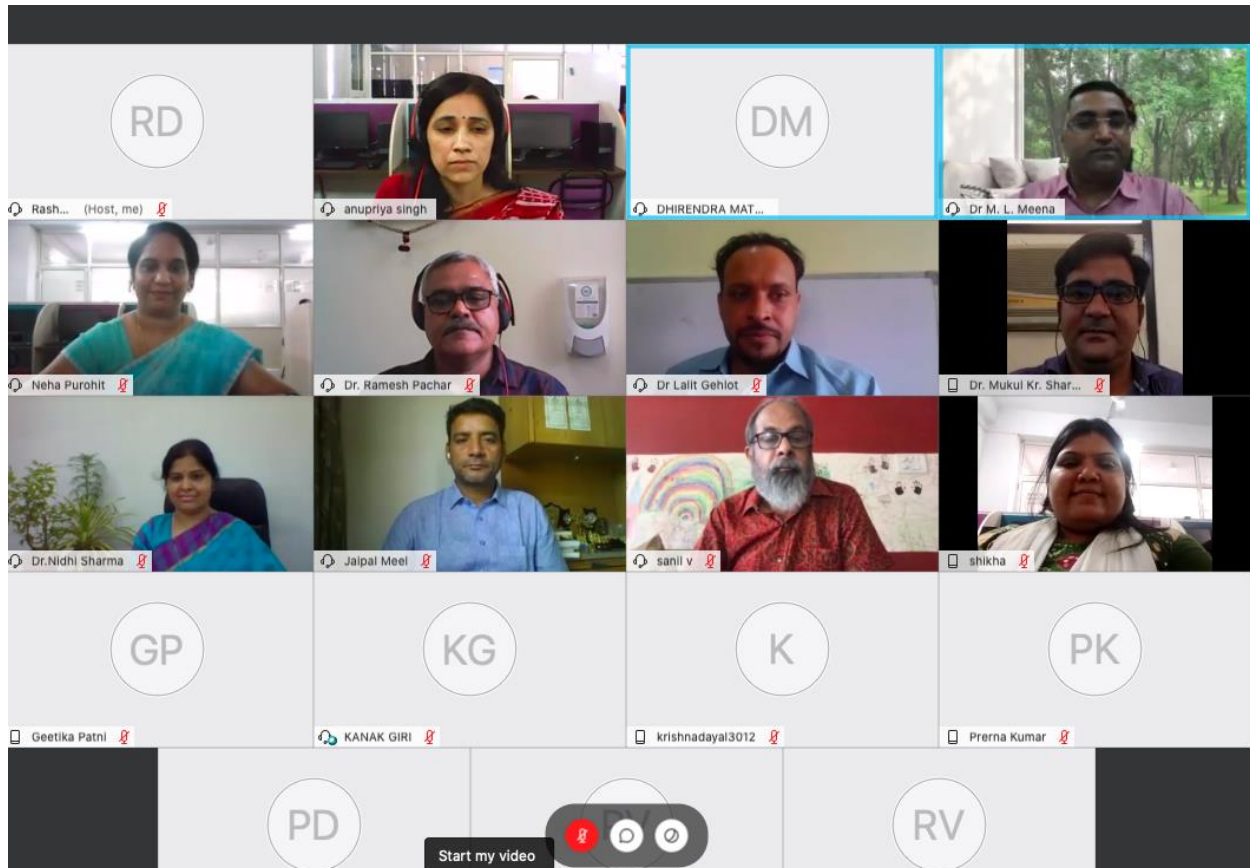 RD
DM
Rash... (Host, me)
anupriya singh
DHIRENDRA MAT...
Dr M. L. Meena
Neha Purohit
Dr. Ramesh Pachar
Dr Lalit Gehlot
Dr. Mukul Kr. Shar...
Dr.Nidhi Sharma
Jaipal Meel
sanil v
shikha
GP
KG
K
PK
Geetika Patni
KANAK GIRI
krishnadayal3012
Prerna Kumar
PD
RV
Start my video